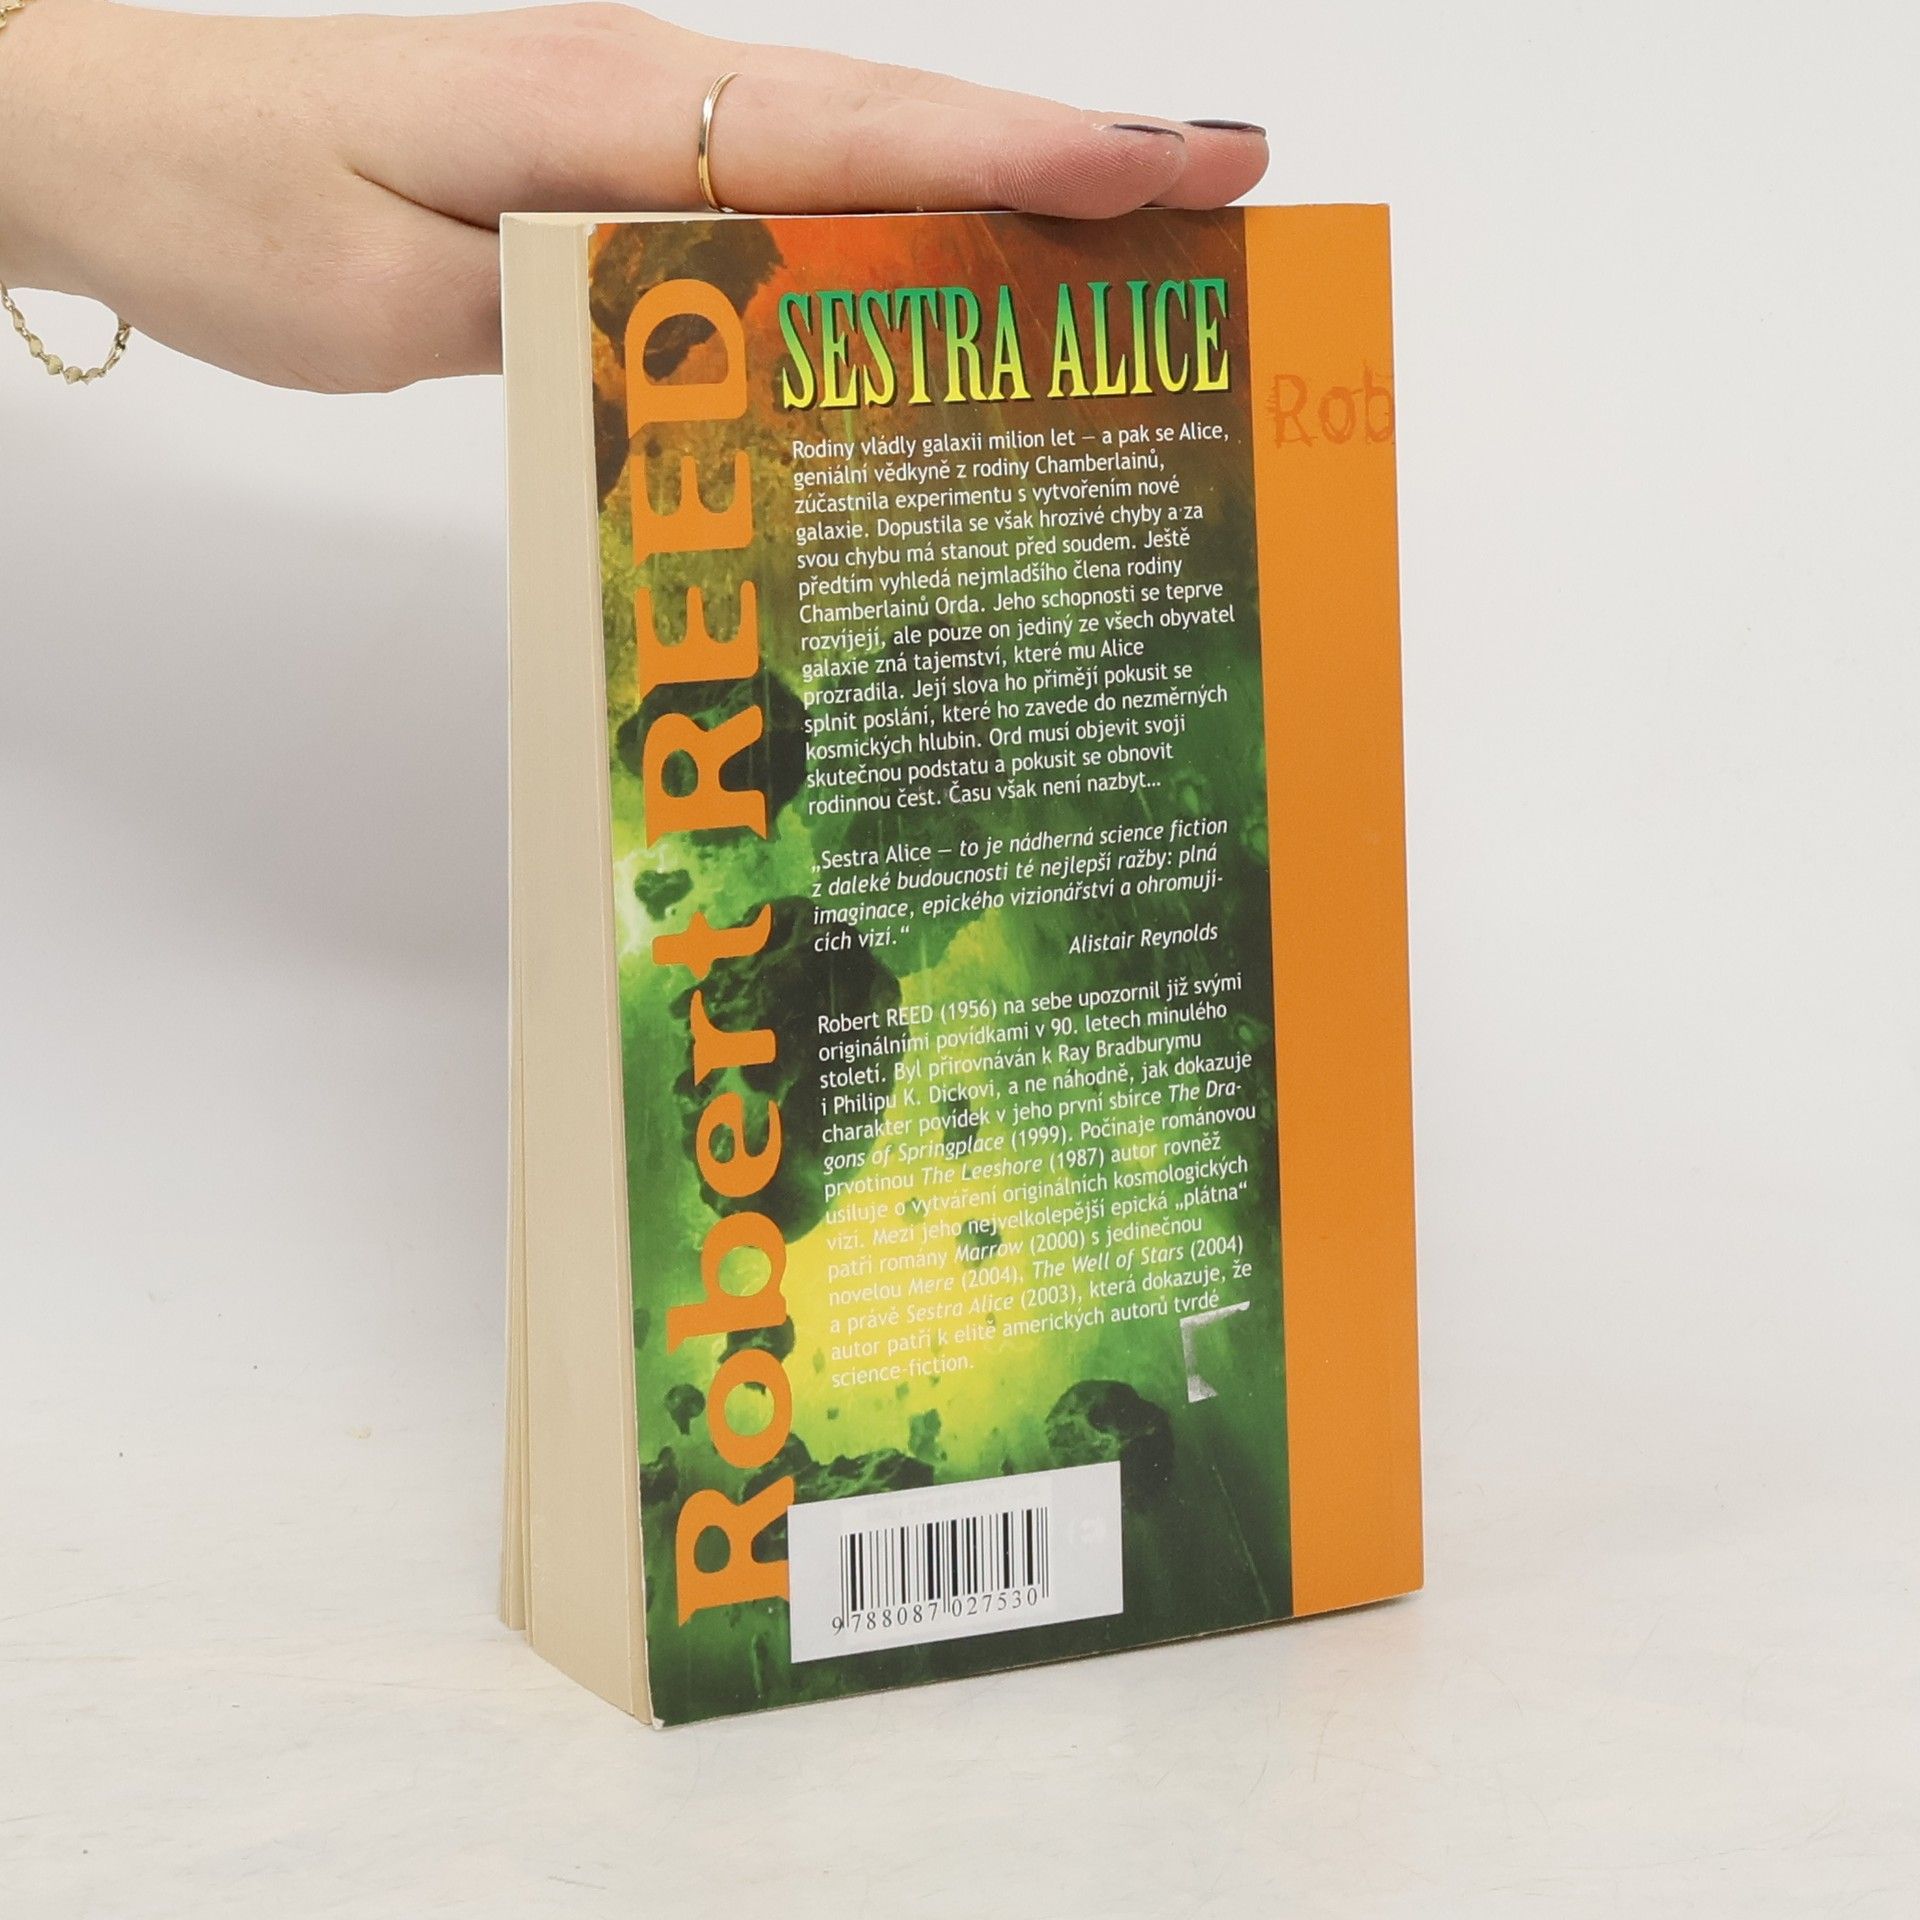 Robert REED
SESTRA ALICE
Rodiny vládly galaxii milion let – a pak se Alice,
geniální vědkyně z rodiny Chamberlainů,
zúčastnila experimentu s vytvořením nové
galaxie. Dopustila se však hrozivé chyby a za
svou chybu má stanout před soudem. Ještě
předtím vyhledá nejmladšího člena rodiny
Chamberlainů Orda. Jeho schopnosti se teprve
rozvíjejí, ale pouze on jediný ze všech obyvatel
galaxie zná tajemství, které mu Alice
prozradila. Její slova ho přimějí pokusit se
splnit poslání, které ho zavede do nezměrných
kosmických hlubin. Ord musí objevit svoji
skutečnou podstatu a pokusit se obnovit
rodinnou čest. Času však není nazbyt...
„Sestra Alice – to je nádherná science fiction
z daleké budoucnosti té nejlepší ražby: plná
imaginace, epického vizionářství a ohromují-
cích vizí.“
Alistair Reynolds
Robert REED (1956) na sebe upozornil již svými
originálními povídkami v 90. letech minulého
století. Byl přirovnáván k Ray Bradburymu
i Philipu K. Dickovi, a ne náhodně, jak dokazuje
charakter povídek v jeho první sbírce The Dra-
gons of Springplace (1999). Počínaje románovou
prvotinou The Leeshore (1987) autor rovněž
usiluje o vytváření originálních kosmologických
vizí. Mezi jeho nejvelkolepější epická „plátna“
patří romány Marrow (2000) s jedinečnou
novelou Mere (2004), The Well of Stars (2004)
a právě Sestra Alice (2003), která dokazuje, že
autor patří k elitě amerických autorů tvrdé
science-fiction.
9 788087 027530
Rob